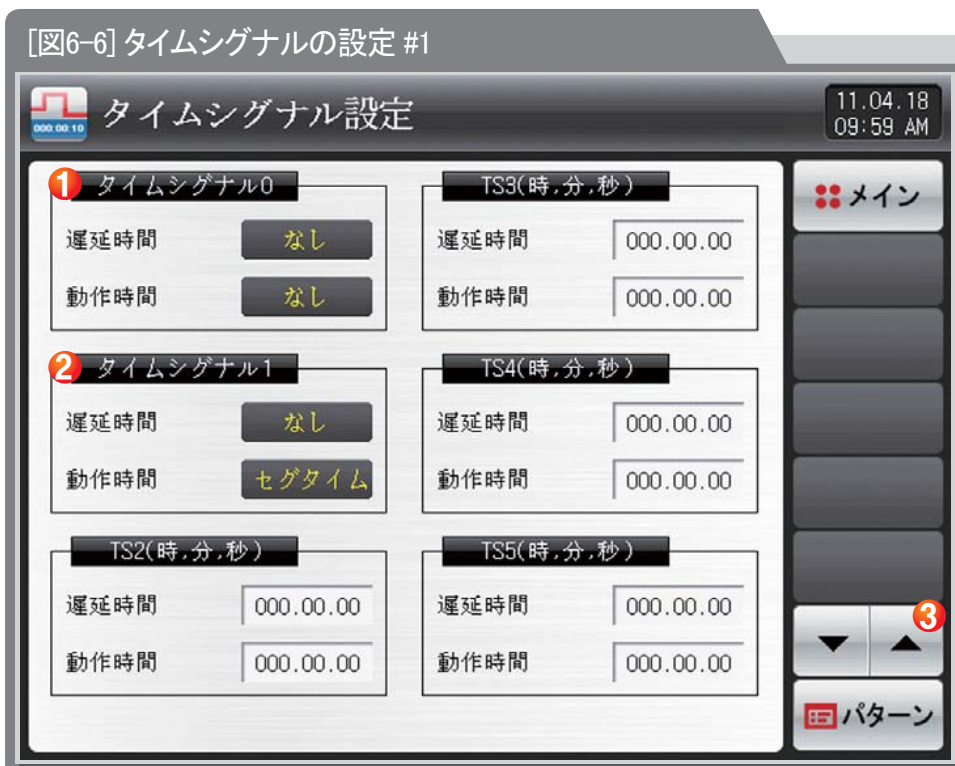 [図6-6] タイムシグナルの設定 #1
000:00:10
タイムシグナル設定
11.04.18
09:59 AM
1 タイムシグナル0
遅延時間 なし
動作時間 なし
2 タイムシグナル1
遅延時間 なし
動作時間 セグタイム
TS2(時,分,秒)
遅延時間 000.00.00
動作時間 000.00.00
TS3(時,分,秒)
遅延時間 000.00.00
動作時間 000.00.00
TS4(時,分,秒)
遅延時間 000.00.00
動作時間 000.00.00
TS5(時,分,秒)
遅延時間 000.00.00
動作時間 000.00.00
メイン
3
▼ ▲
パターン